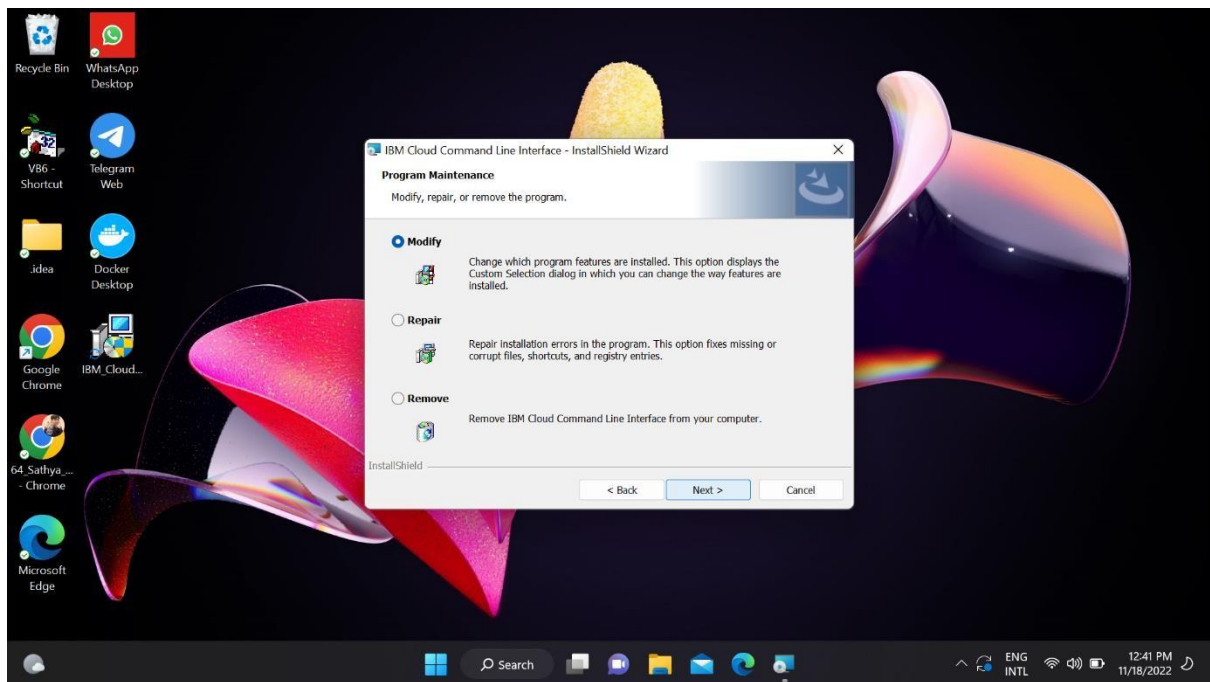 Recycle Bin
WhatsApp
Desktop
VB6 -
Shortcut
Telegram
Web
.idea
Docker
Desktop
Google
Chrome
IBM_Cloud...
64_Sathya_...
- Chrome
Microsoft
Edge
IBM Cloud Command Line Interface - InstallShield Wizard
Program Maintenance
Modify, repair, or remove the program.
Modify
Change which program features are installed. This option displays the
Custom Selection dialog in which you can change the way features are
installed.
Repair
Repair installation errors in the program. This option fixes missing or
corrupt files, shortcuts, and registry entries.
Remove
Remove IBM Cloud Command Line Interface from your computer.
InstallShield
< Back
Next >
Cancel
Search
ENG
INTL
12:41 PM
11/18/2022